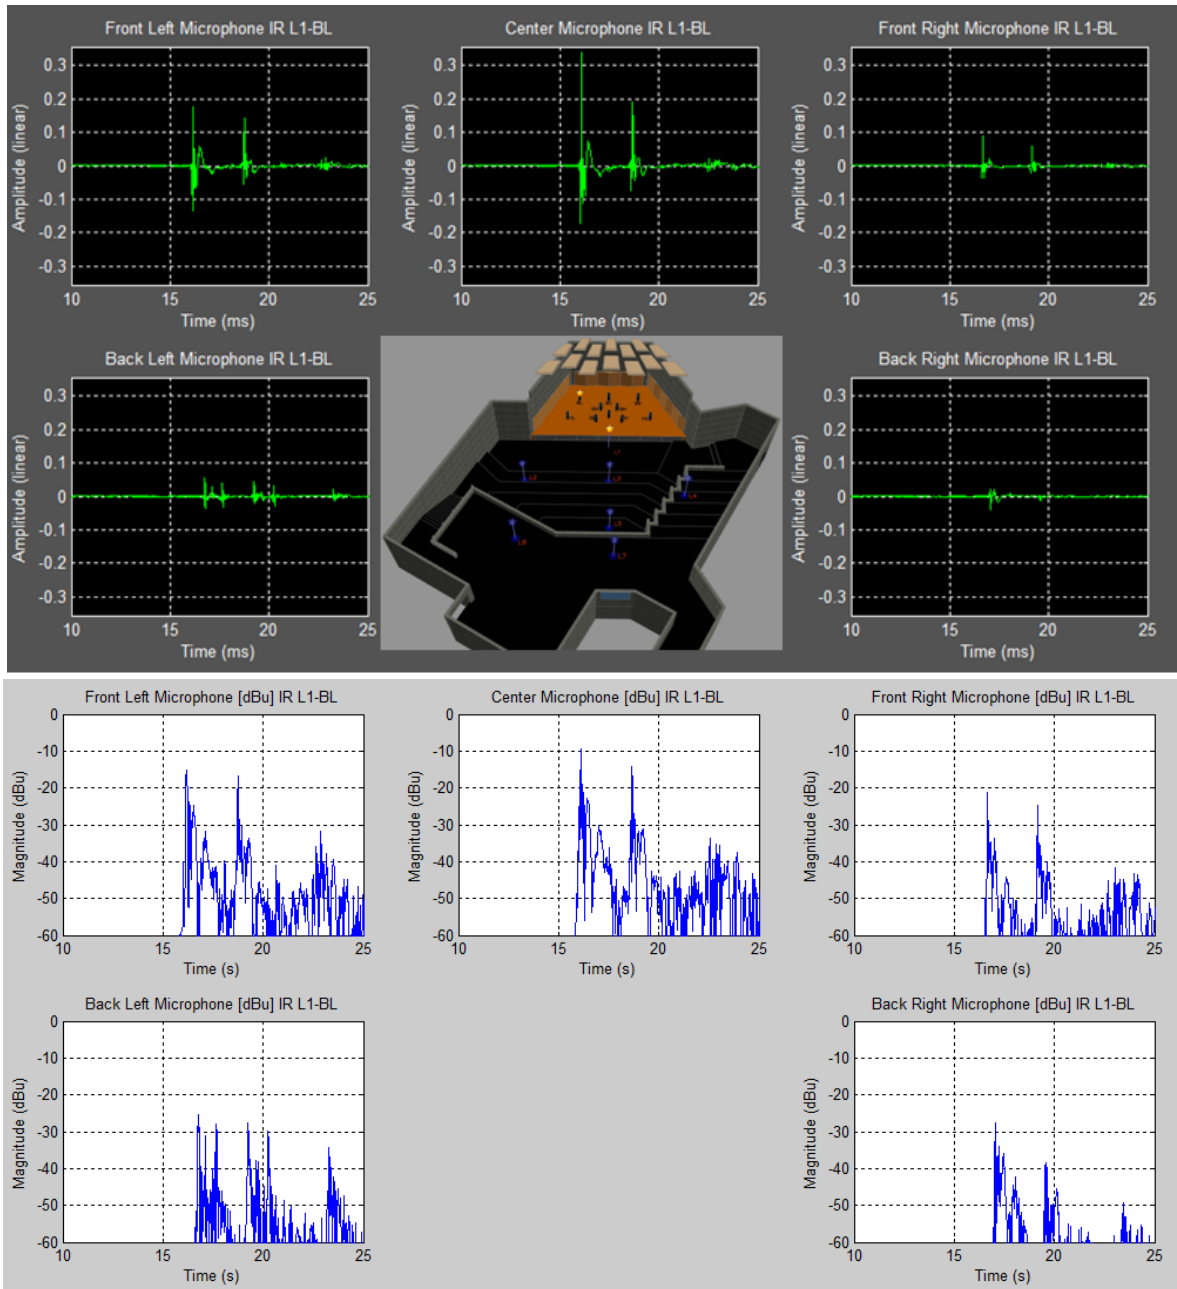 Front Left Microphone IR L1-BL
Center Microphone IR L1-BL
Front Right Microphone IR L1-BL
Amplitude (linear)
0.3
0.2
0.1
0
-0.1
-0.2
-0.3
10
15
20
25
Time (ms)
Amplitude (linear)
0.3
0.2
0.1
0
-0.1
-0.2
-0.3
10
15
20
25
Time (ms)
Amplitude (linear)
0.3
0.2
0.1
0
-0.1
-0.2
-0.3
10
15
20
25
Time (ms)
Back Left Microphone IR L1-BL
Amplitude (linear)
0.3
0.2
0.1
0
-0.1
-0.2
-0.3
10
15
20
25
Time (ms)
L1
L2
L3
L4
L5
L6
L7
Back Right Microphone IR L1-BL
Amplitude (linear)
0.3
0.2
0.1
0
-0.1
-0.2
-0.3
10
15
20
25
Time (ms)
Front Left Microphone [dBu] IR L1-BL
Magnitude (dBu)
0
-10
-20
-30
-40
-50
-60
10
15
20
25
Time (s)
Center Microphone [dBu] IR L1-BL
Magnitude (dBu)
0
-10
-20
-30
-40
-50
-60
10
15
20
25
Time (s)
Front Right Microphone [dBu] IR L1-BL
Magnitude (dBu)
0
-10
-20
-30
-40
-50
-60
10
15
20
25
Time (s)
Back Left Microphone [dBu] IR L1-BL
Magnitude (dBu)
0
-10
-20
-30
-40
-50
-60
10
15
20
25
Time (s)
Back Right Microphone [dBu] IR L1-BL
Magnitude (dBu)
0
-10
-20
-30
-40
-50
-60
10
15
20
25
Time (s)